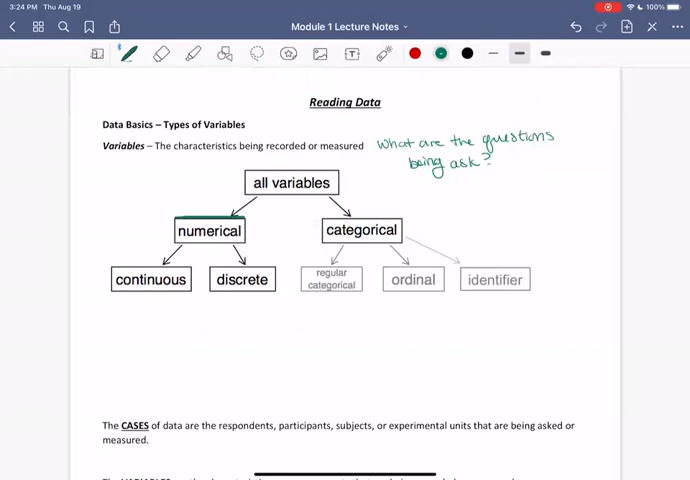 3:24 PM Thu Aug 19
100%
Module 1 Lecture Notes
Reading Data
Data Basics – Types of Variables
Variables – The characteristics being recorded or measured
What are the questions
being ask?
all variables
numerical
categorical
continuous
discrete
regular
categorical
ordinal
identifier
The CASES of data are the respondents, participants, subjects, or experimental units that are being asked or
measured.